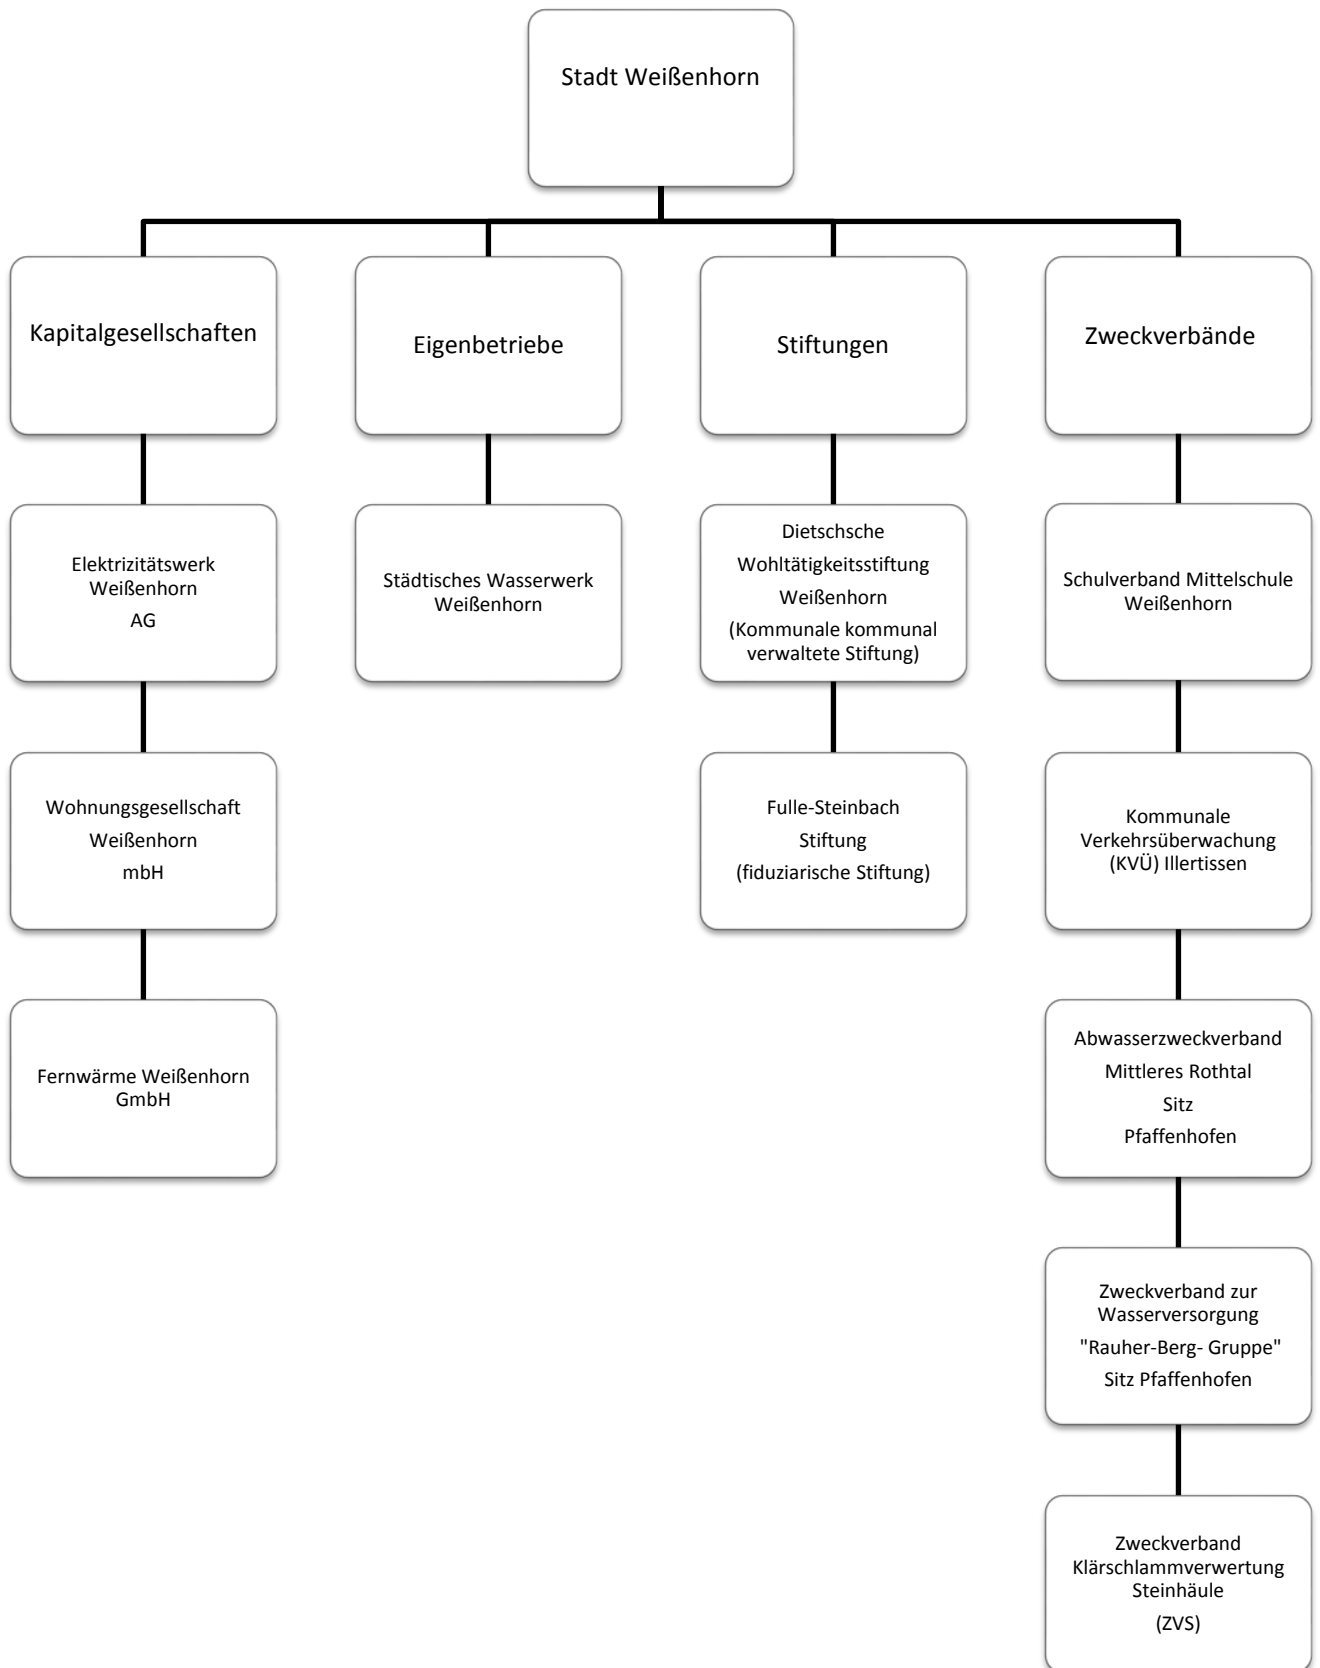 Stadt Weißenhorn
Kapitalgesellschaften
Eigenbetriebe
Stiftungen
Zweckverbände
Elektrizitätswerk
Weißenhorn
AG
Städtisches Wasserwerk
Weißenhorn
Dietschsche
Wohltätigkeitsstiftung
Weißenhorn
(Kommunale kommunal
verwaltete Stiftung)
Schulverband Mittelschule
Weißenhorn
Wohnungsgesellschaft
Weißenhorn
mbH
Fulle-Steinbach
Stiftung
(fiduziarische Stiftung)
Kommunale
Verkehrsüberwachung
(KVÜ) Illertissen
Fernwärme Weißenhorn
GmbH
Abwasserzweckverband
Mittleres Rothtal
Sitz
Pfaffenhofen
Zweckverband zur
Wasserversorgung
"Rauher-Berg- Gruppe"
Sitz Pfaffenhofen
Zweckverband
Klärschlammverwertung
Steinhäule
(ZVS)